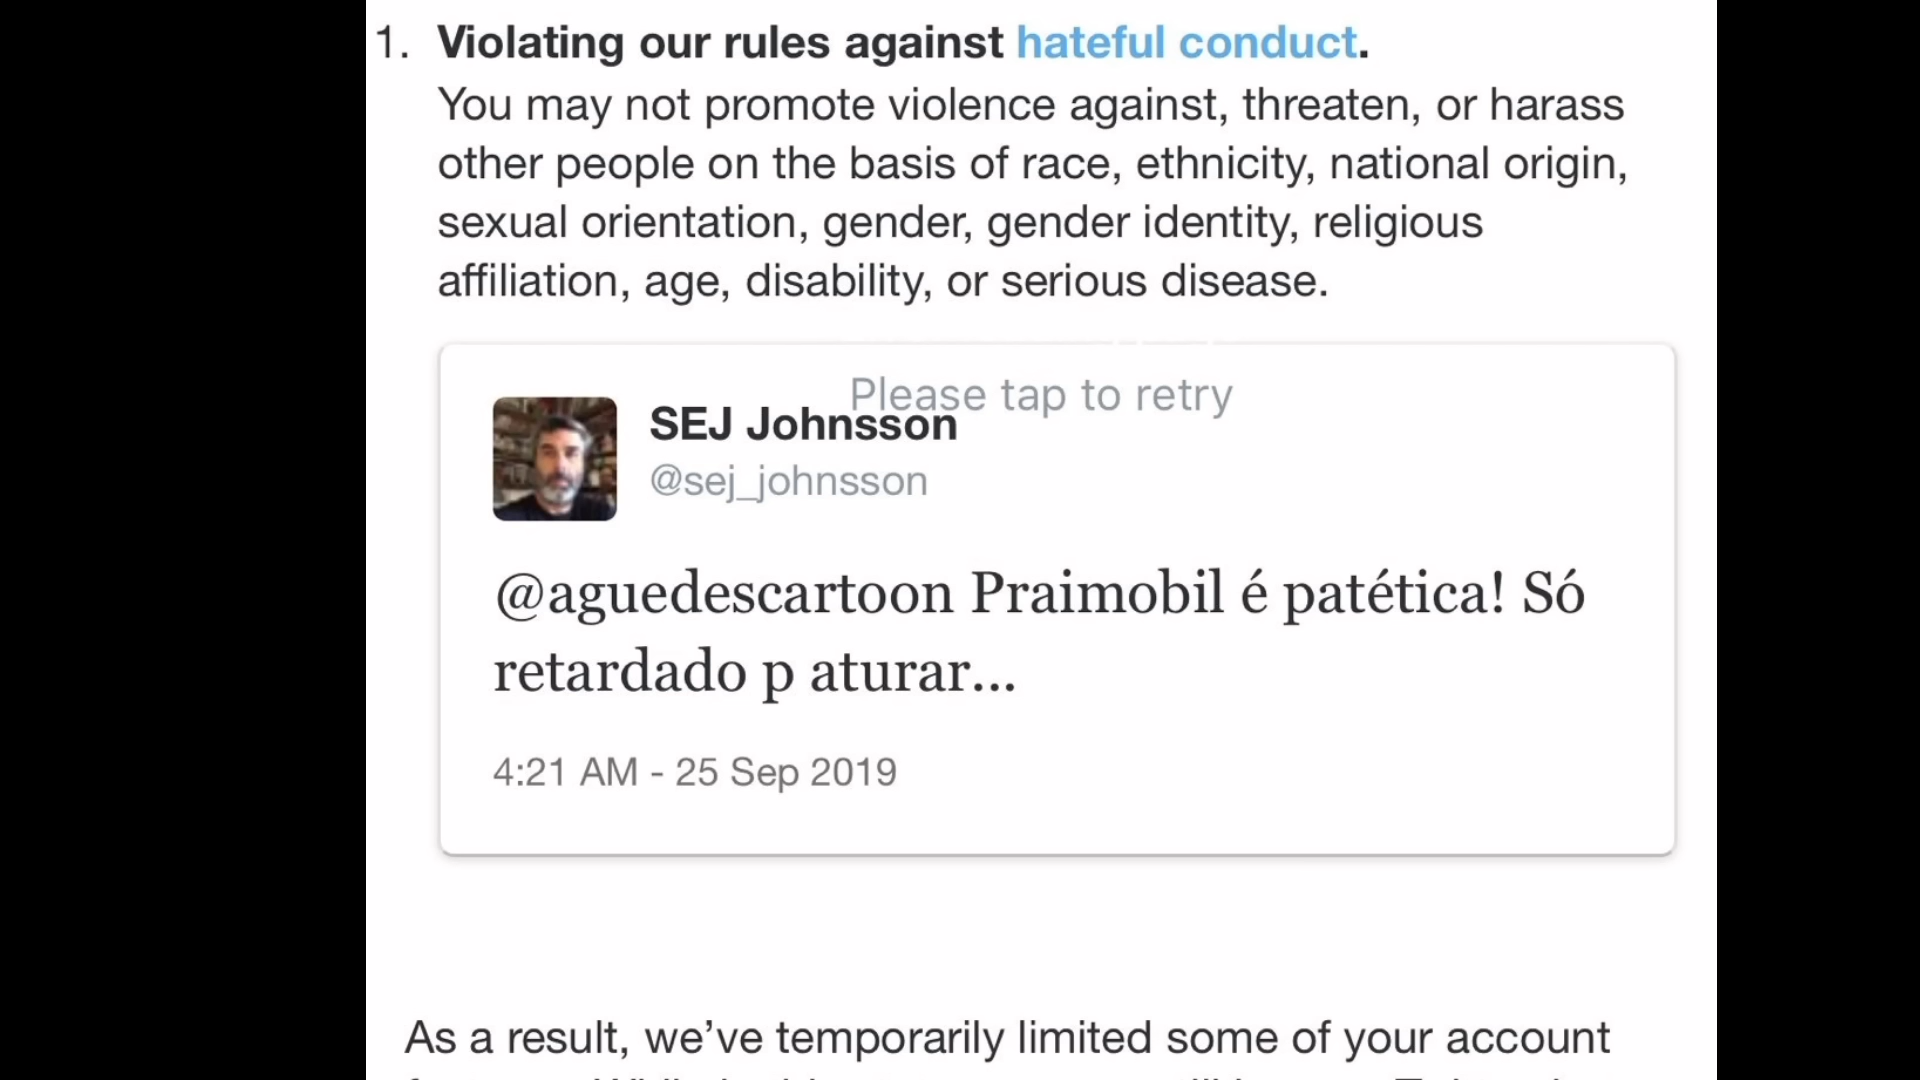 1. Violating our rules against hateful conduct.
You may not promote violence against, threaten, or harass
other people on the basis of race, ethnicity, national origin,
sexual orientation, gender, gender identity, religious
affiliation, age, disability, or serious disease.
Please tap to retry
SEJ Johnsson
@sej_johnsson
@aguedescartoon Praimobil é patética! Só
retardado p aturar...
4:21 AM - 25 Sep 2019
As a result, we’ve temporarily limited some of your account